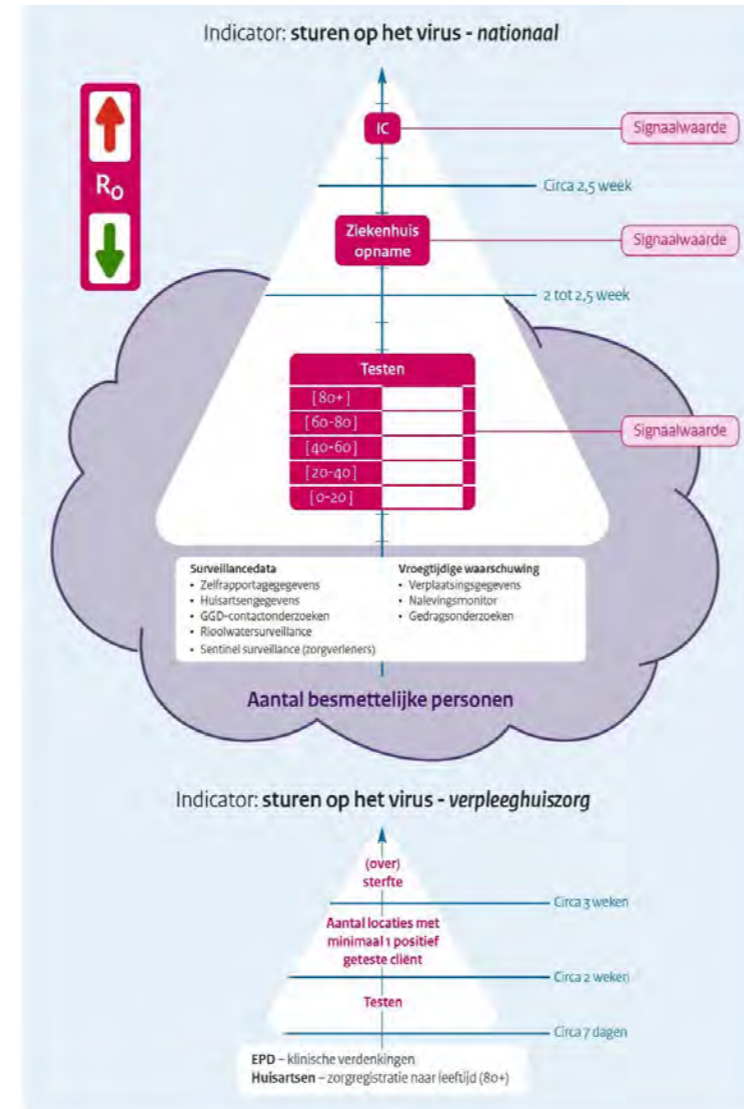 Indicator: sturen op het virus - nationaal
R0
IC
Signaalwaarde
Circa 2,5 week
Ziekenhuis
opname
Signaalwaarde
2 tot 2,5 week
Testen
[80+]
[60-80]
[40-60]
[20-40]
[0-20]
Signaalwaarde
Surveillancedata
• Zelfrapportagegegevens
• Huisartsengegevens
• GGD-contactonderzoeken
• Rioolwatersurveillance
• Sentinel surveillance (zorgverleners)
Vroegtijdige waarschuwing
• Verplaatsingsgegevens
• Nalevingsmonitor
• Gedragsonderzoeken
Aantal besmettelijke personen
Indicator: sturen op het virus - verpleeghuiszorg
(over)
sterfte
Circa 3 weken
Aantal locaties met
minimaal 1 positief
geteste cliënt
Circa 2 weken
Testen
Circa 7 dagen
EPD – klinische verdenkingen
Huisartsen – zorgregistratie naar leeftijd (80+)